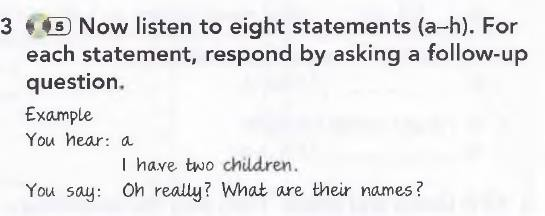 3 5 Now listen to eight statements (a–h). For
each statement, respond by asking a follow-up
question.
Example
You hear: a
I have two children.
You say: Oh really? What are their names?